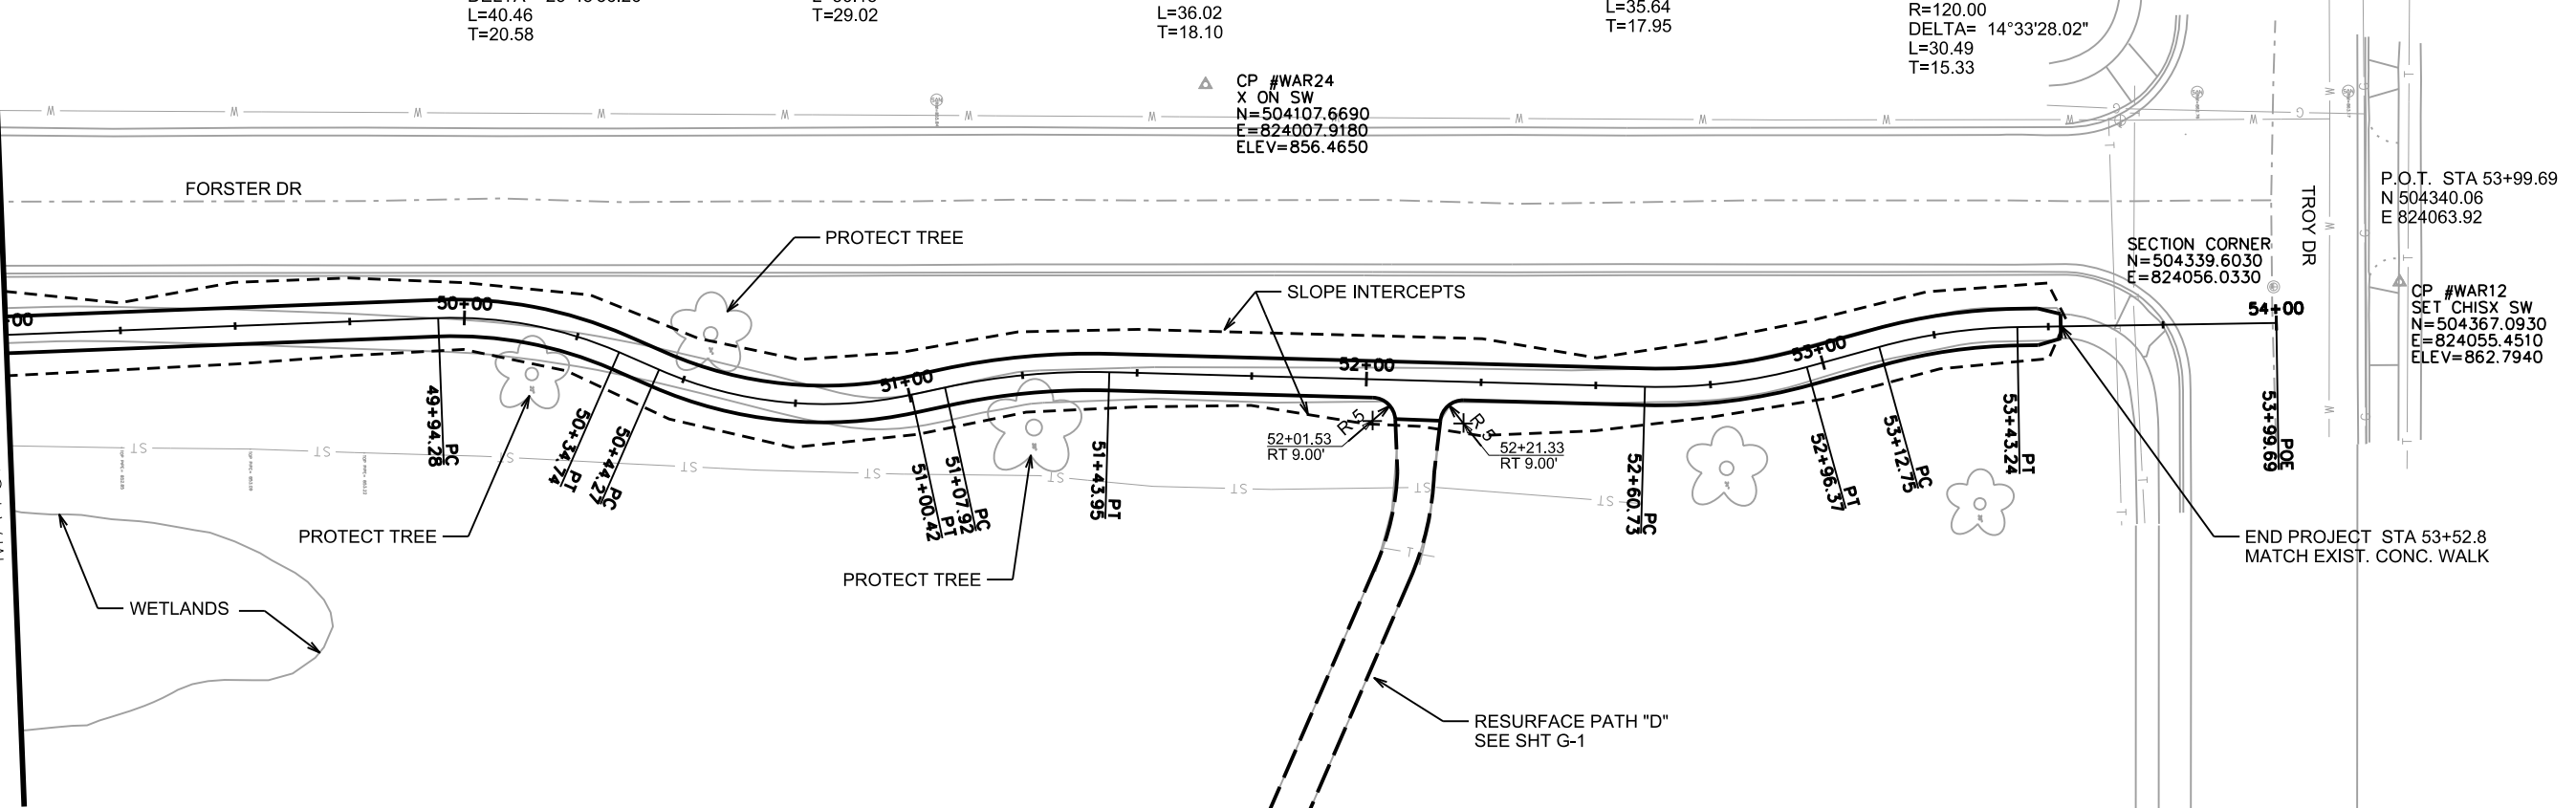 L=40.46
T=20.58
T=29.02
L=36.02
T=18.10
L=35.64
T=17.95
R=120.00
DELTA= 14°33'28.02"
L=30.49
T=15.33
CP #WAR24
X ON SW
N=504107.6690
E=824007.9180
ELEV=856.4650
FORSTER DR
TROY DR
P.O.T. STA 53+99.69
N 504340.06
E 824063.92
SECTION CORNER
N=504339.6030
E=824056.0330
CP #WAR12
SET CHISX SW
N=504367.0930
E=824055.4510
ELEV=862.7940
PROTECT TREE
SLOPE INTERCEPTS
50+00
51+00
52+00
53+00
54+00
49+94.28
PC
50+34.74
PT
50+44.27
PC
51+00.42
PT
51+07.92
PC
51+43.95
PT
R 5
52+01.53
RT 9.00'
R 5
52+21.33
RT 9.00'
52+60.73
PC
52+96.37
PT
53+12.75
PC
53+43.24
PT
53+99.69
POE
PROTECT TREE
PROTECT TREE
WETLANDS
END PROJECT STA 53+52.8
MATCH EXIST. CONC. WALK
RESURFACE PATH "D"
SEE SHT G-1